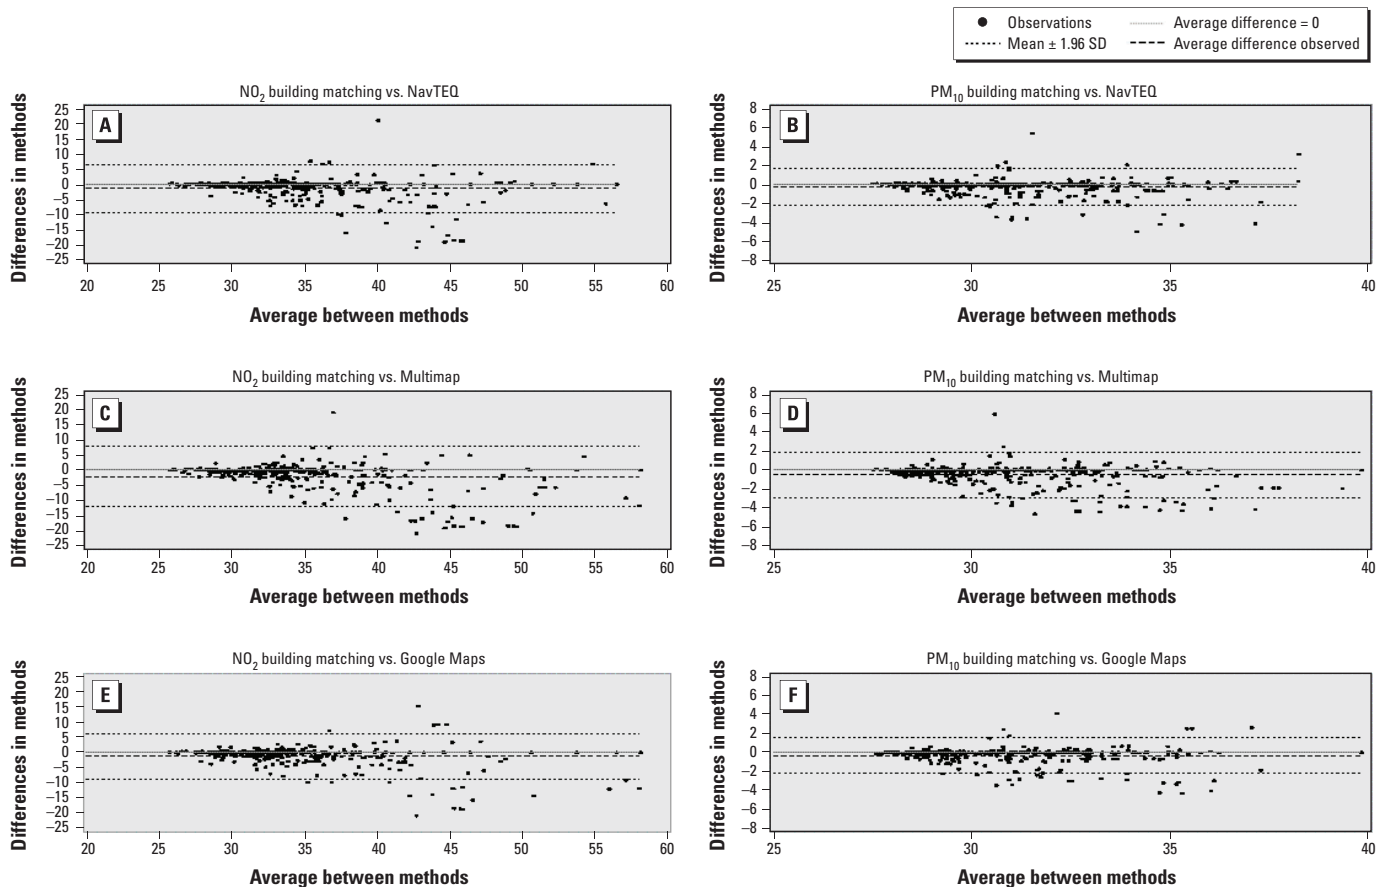 Observations Average difference = 0
Mean ± 1.96 SD Average difference observed
NO2 building matching vs. NavTEQ
A
Differences in methods
25
20
15
10
5
0
–5
–10
–15
–20
–25
20 25 30 35 40 45 50 55 60
Average between methods
PM10 building matching vs. NavTEQ
B
Differences in methods
8
6
4
2
0
–2
–4
–6
–8
25 30 35 40
Average between methods
NO2 building matching vs. Multimap
C
Differences in methods
25
20
15
10
5
0
–5
–10
–15
–20
–25
20 25 30 35 40 45 50 55 60
Average between methods
PM10 building matching vs. Multimap
D
Differences in methods
8
6
4
2
0
–2
–4
–6
–8
25 30 35 40
Average between methods
NO2 building matching vs. Google Maps
E
Differences in methods
25
20
15
10
5
0
–5
–10
–15
–20
–25
20 25 30 35 40 45 50 55 60
Average between methods
PM10 building matching vs. Google Maps
F
Differences in methods
8
6
4
2
0
–2
–4
–6
–8
25 30 35 40
Average between methods